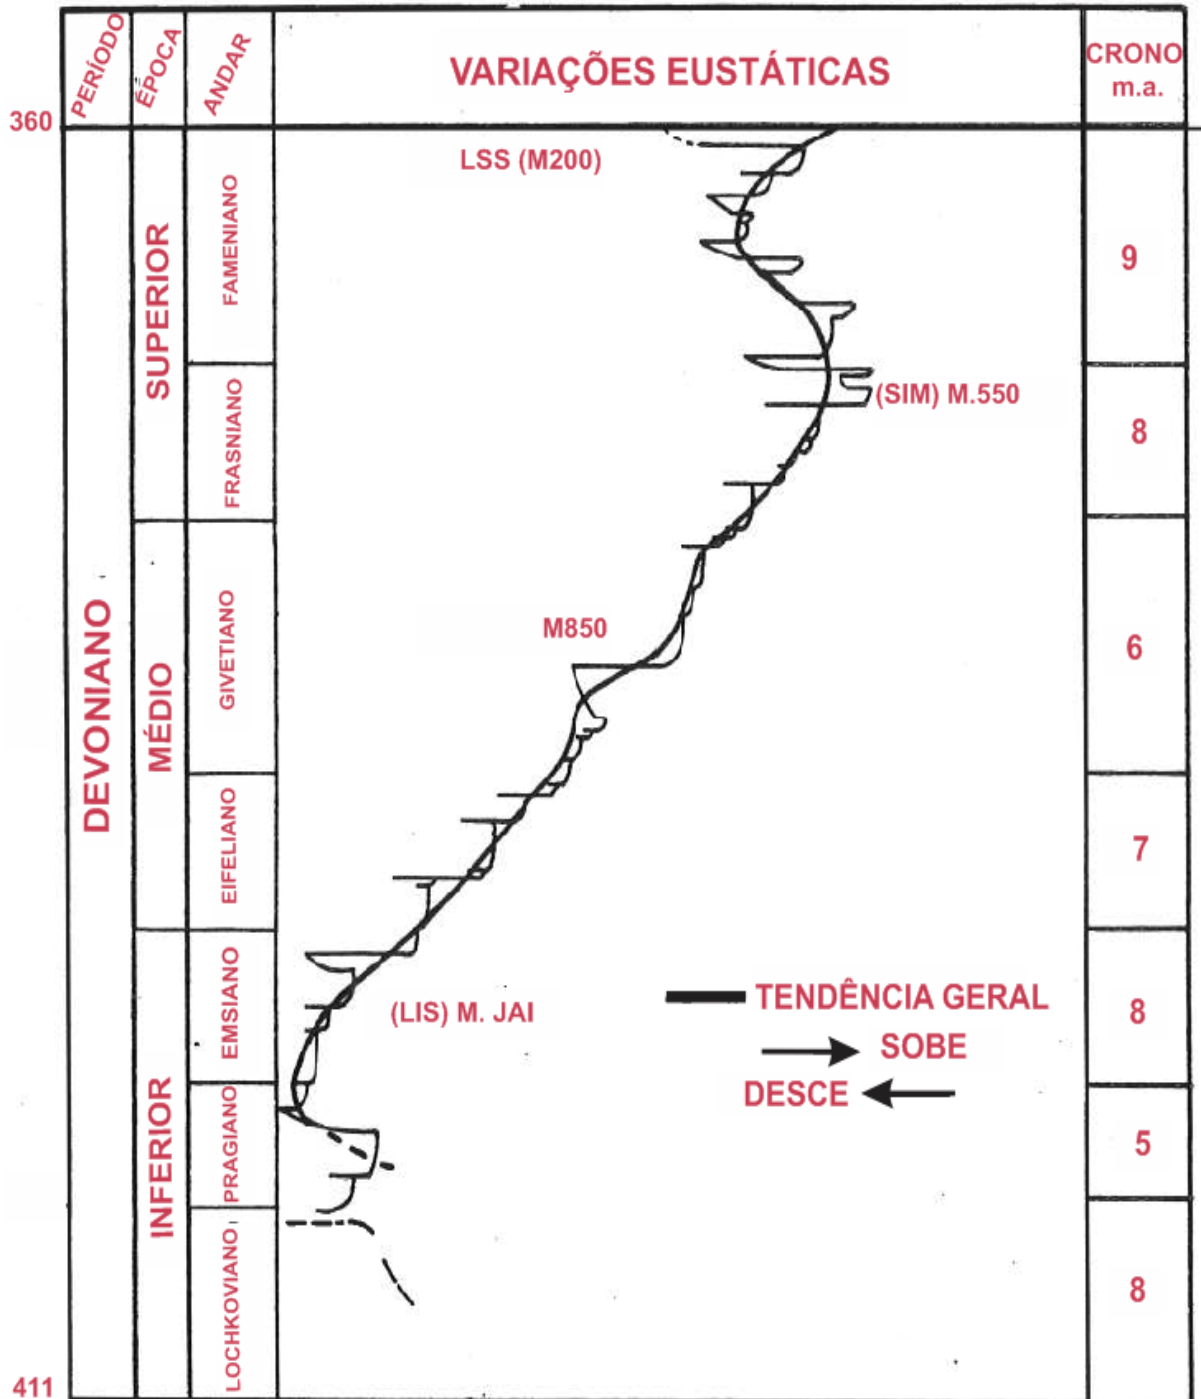 PERÍODO
ÉPOCA
ANDAR
VARIAÇÕES EUSTÁTICAS
CRONO
m.a.
360
LSS (M200)
SUPERIOR
FAMENIANO
9
(SIM) M.550
FRASNIANO
8
DEVONIANO
MÉDIO
GIVETIANO
M850
6
EIFELIANO
7
INFERIOR
EMSIANO
(LIS) M. JAI
TENDÊNCIA GERAL
SOBE
DESCE
8
PRAGIANO
5
LOCHKOVIANO
8
411